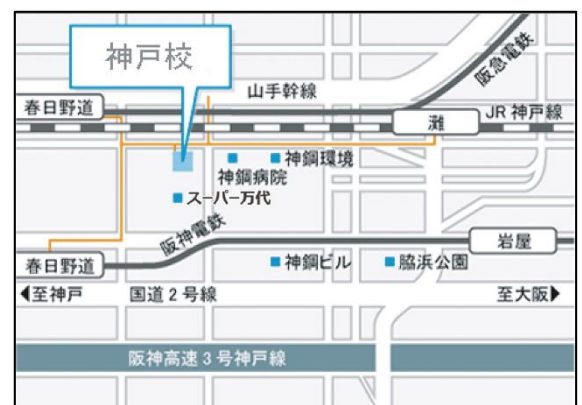 神戸校
阪急電鉄
山手幹線
春日野道
灘
JR 神戸線
神鋼環境
神鋼病院
スーパー万代
阪神電鉄
岩屋
春日野道
神鋼ビル
脇浜公園
◀至神戸
国道 2 号線
至大阪▶
阪神高速 3 号神戸線